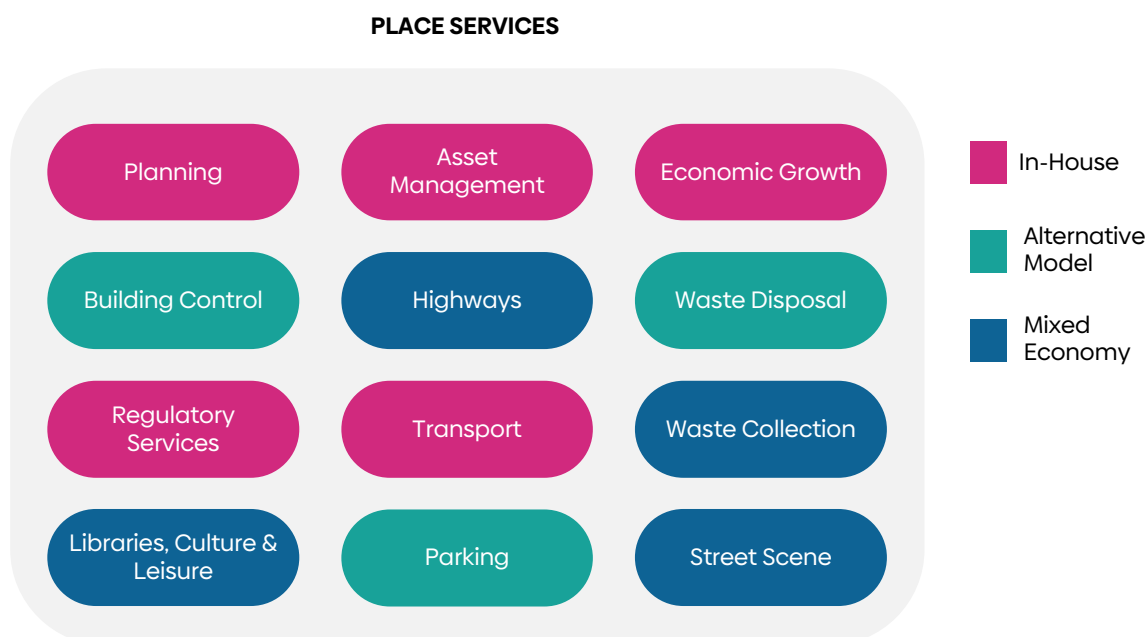 PLACE SERVICES
Planning
Asset
Management
Economic Growth
Building Control
Highways
Waste Disposal
Regulatory
Services
Transport
Waste Collection
Libraries, Culture &
Leisure
Parking
Street Scene
In-House
Alternative
Model
Mixed
Economy